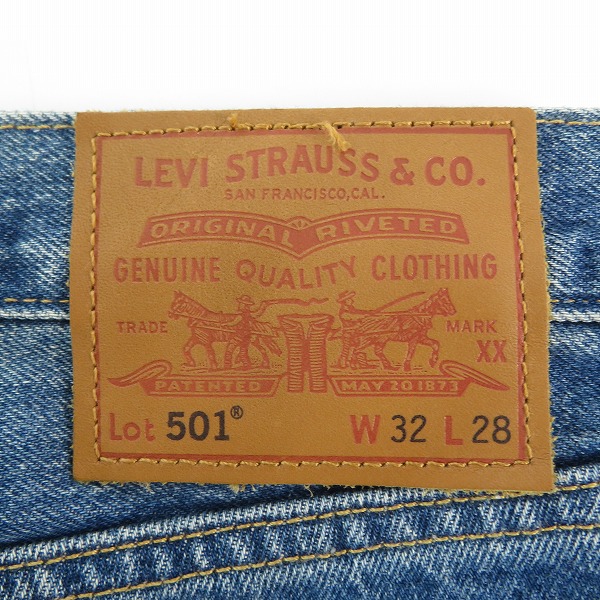 LEVI STRAUSS & CO.
SAN FRANCISCO, CAL.
ORIGINAL RIVETED
GENUINE QUALITY CLOTHING
TRADE MARK
XX
PATENTED MAY 20 1873
Lot 501® W 32 L 28